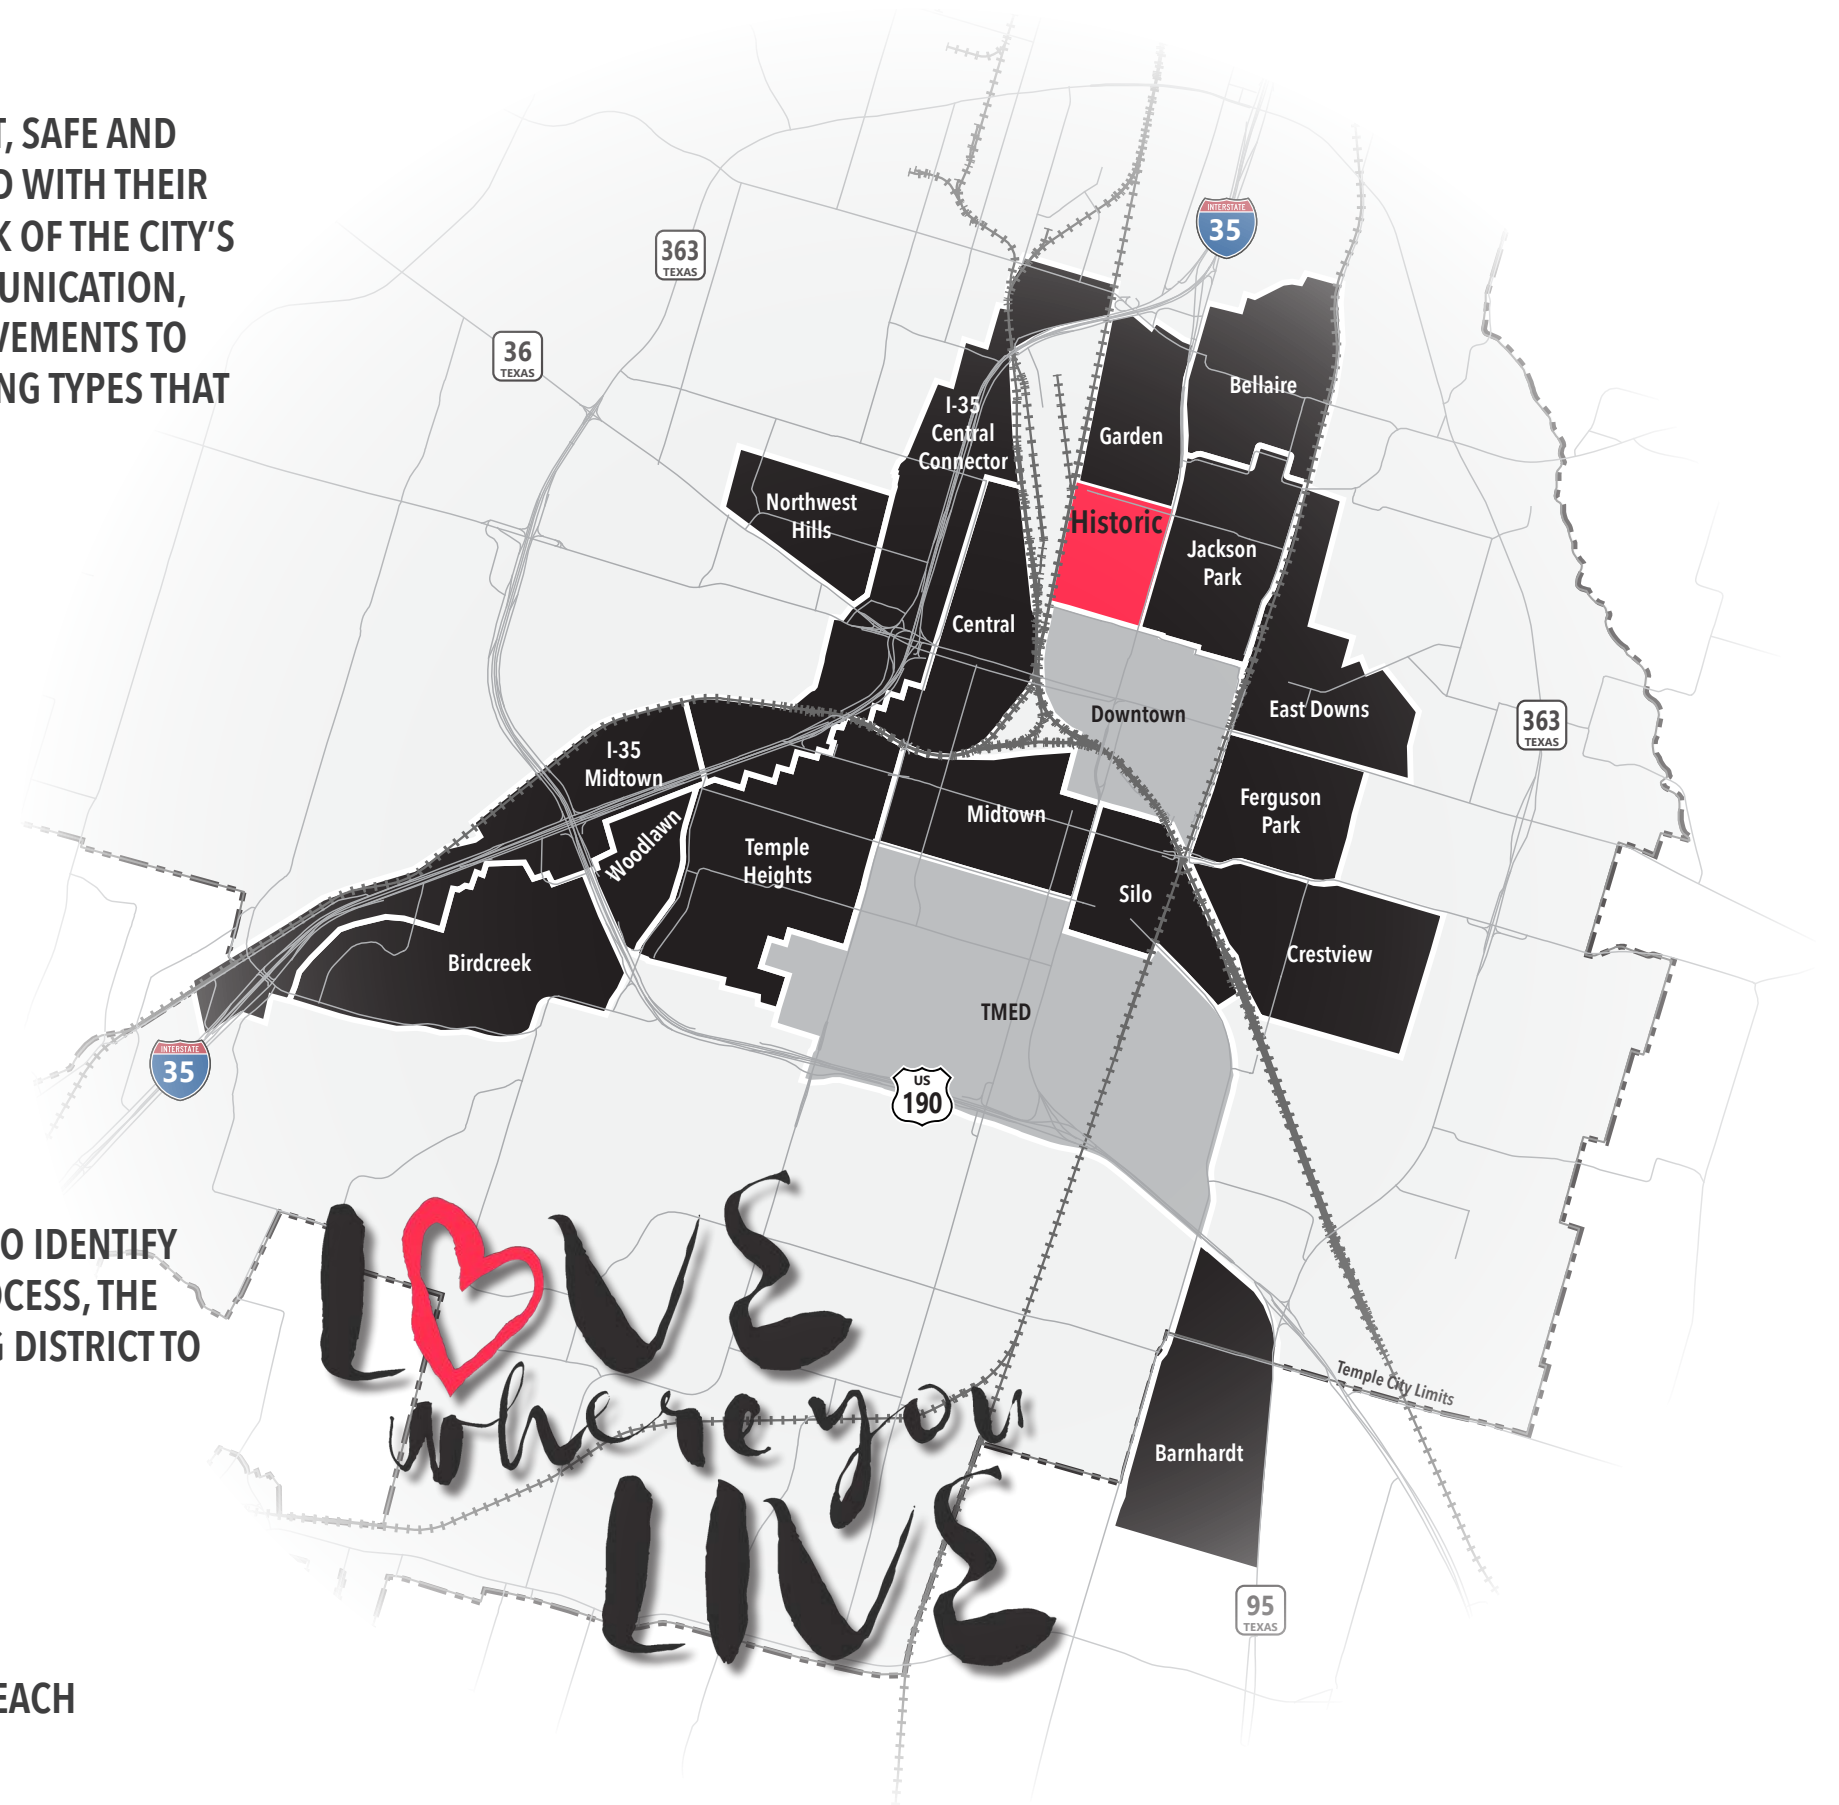 T, SAFE AND
D WITH THEIR
K OF THE CITY'S
UNICATION,
VEMENTS TO
NG TYPES THAT
INTERSTATE
35
363
TEXAS
36
TEXAS
Bellaire
I-35
Central
Connector
Garden
Northwest
Hills
Historic
Jackson
Park
Central
Downtown
East Downs
363
TEXAS
I-35
Midtown
Ferguson
Park
Midtown
Woodlawn
Temple
Heights
Silo
Crestview
Birdcreek
TMED
INTERSTATE
35
US
190
O IDENTIFY
OCESS, THE
G DISTRICT TO
LOVE
where you
LIVE
Temple City Limits
Barnhardt
95
TEXAS
EACH